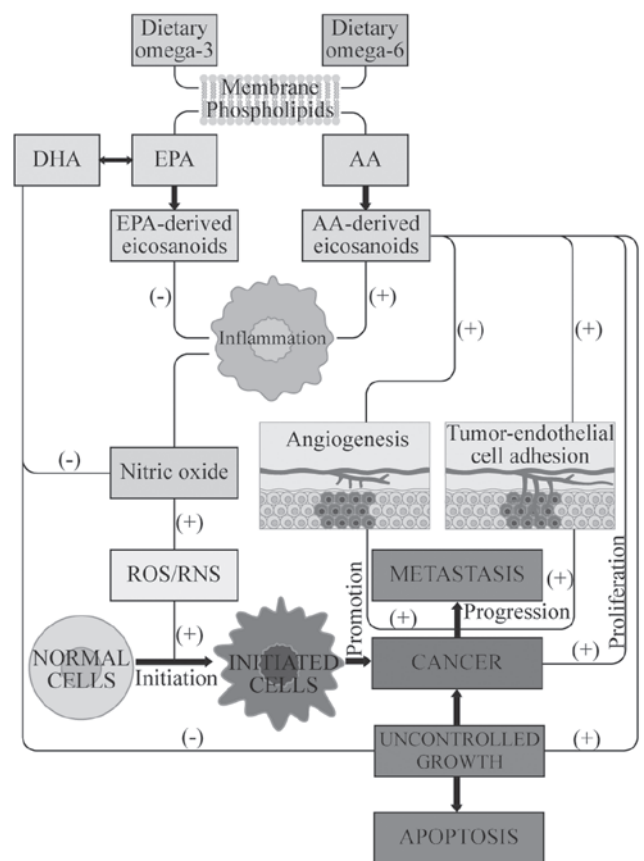 Dietary
omega-3
Dietary
omega-6
Membrane
Phospholipids
DHA
EPA
AA
EPA-derived
eicosanoids
AA-derived
eicosanoids
(-)
(+)
Inflammation
(+)
(+)
Angiogenesis
Tumor-endothelial
cell adhesion
(-)
Nitric oxide
(+)
ROS/RNS
METASTASIS
(+)
Proliferation
Promotion
(+)
Progression
(+)
NORMAL
CELLS
Initiation
INITIATED
CELLS
CANCER
(+)
(-)
UNCONTROLLED
GROWTH
(+)
APOPTOSIS